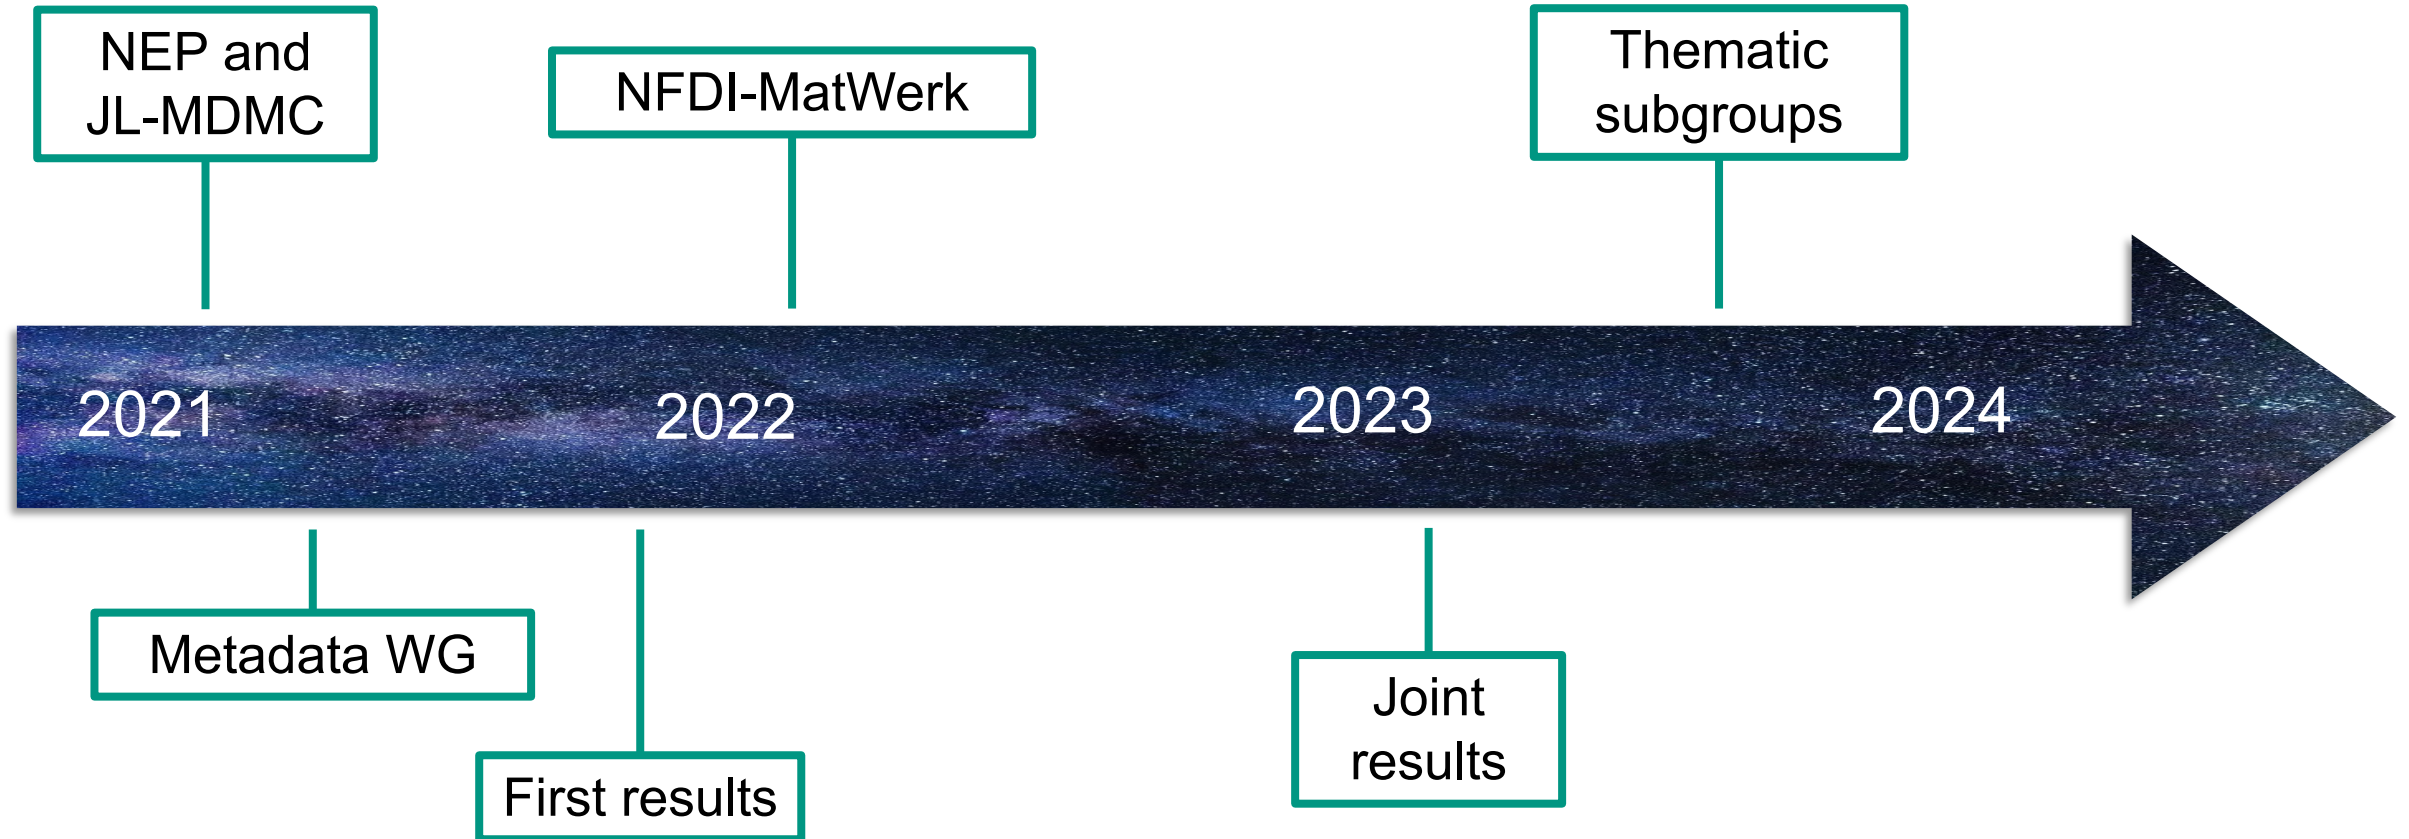 NEP and
JL-MDMC
NFDI-MatWerk
Thematic
subgroups
2021
2022
2023
2024
Metadata WG
First results
Joint
results